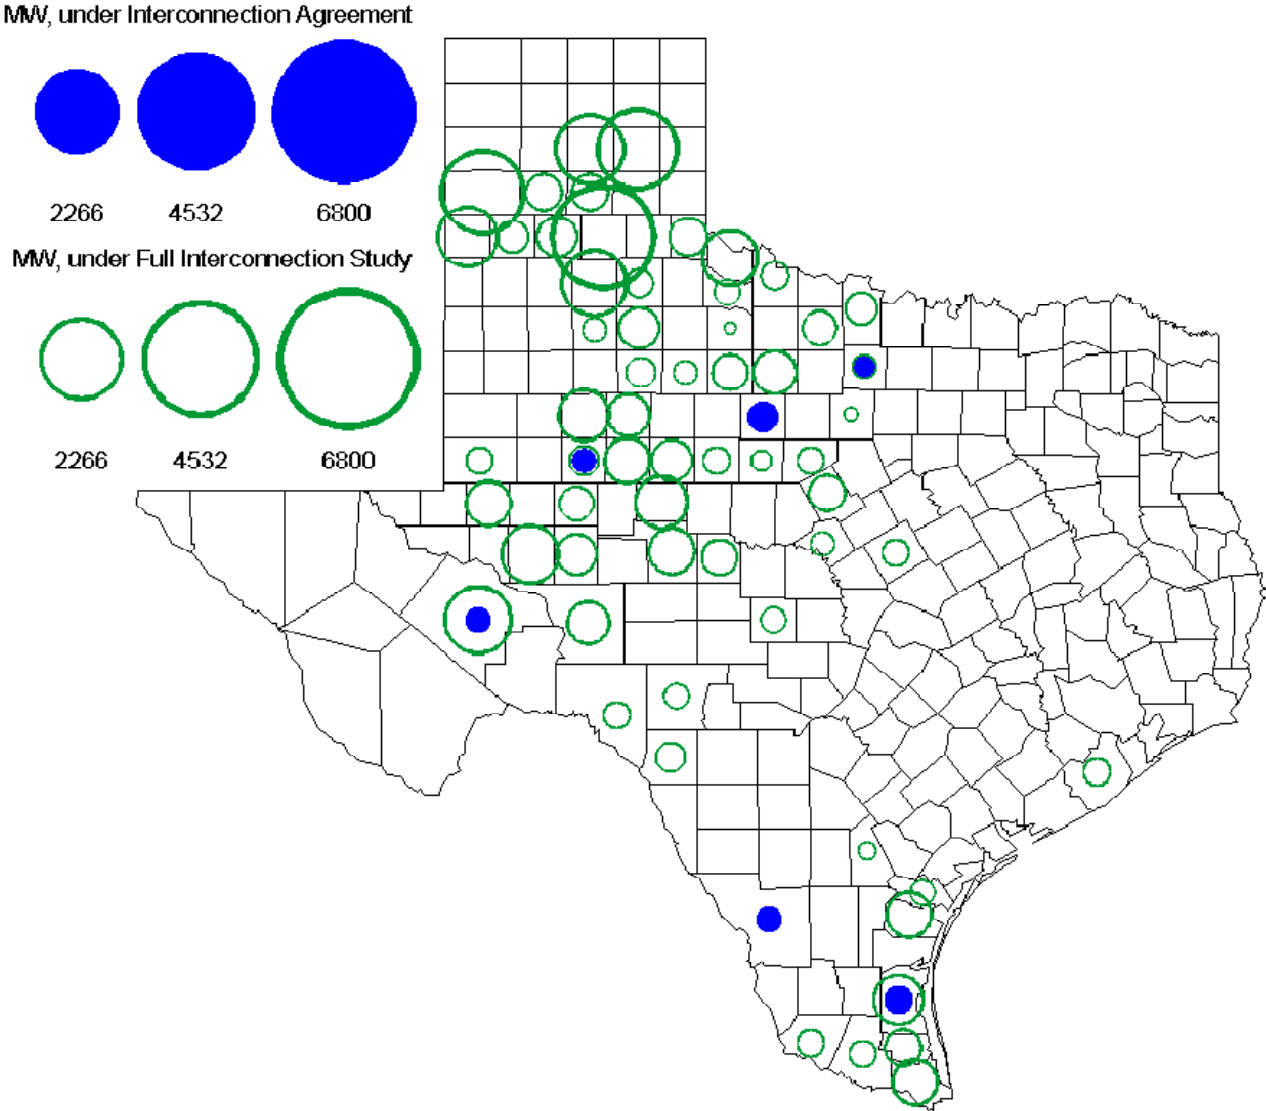 MW, under Interconnection Agreement
2266 4532 6800
MW, under Full Interconnection Study
2266 4532 6800